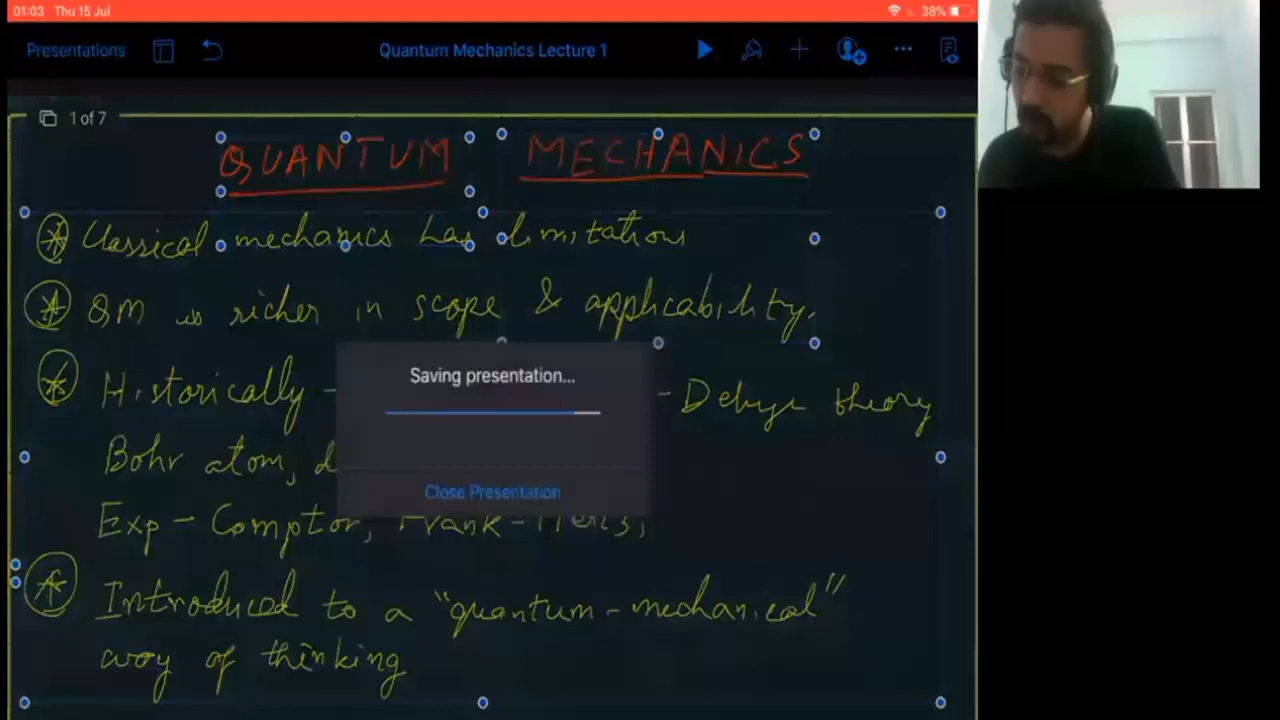 01:03 Thu 15 Jul 38%
Presentations Quantum Mechanics Lecture 1
1 of 7
QUANTUM MECHANICS
Classical mechanics has limitations
QM is richer in scope & applicability.
Historically - - Debye theory
Bohr atom, d
Saving presentation...
Close Presentation
Exp - Compton, Frank-Hertz,
Introduced to a "quantum-mechanical"
way of thinking